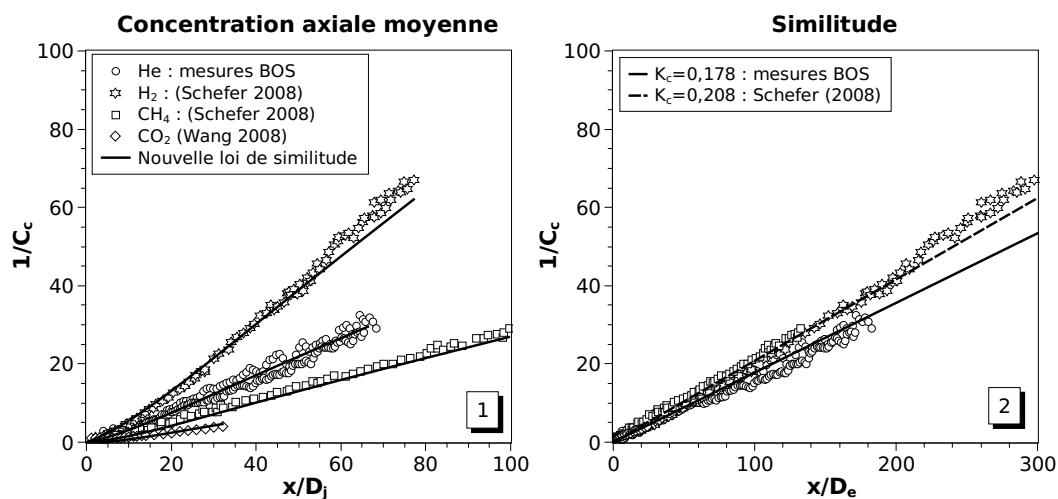 Concentration axiale moyenne
1/Cc
100
80
60
40
20
0
He : mesures BOS
H2 : (Schefer 2008)
CH4 : (Schefer 2008)
CO2 (Wang 2008)
Nouvelle loi de similitude
1
0 20 40 60 80 100
x/Dj
Similitude
1/Cc
100
80
60
40
20
0
Kc=0,178 : mesures BOS
Kc=0,208 : Schefer (2008)
2
0 100 200 300
x/De